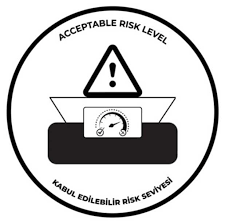 ACCEPTABLE RISK LEVEL
KABUL EDİLEBİLİR RİSK SEVİYESİ